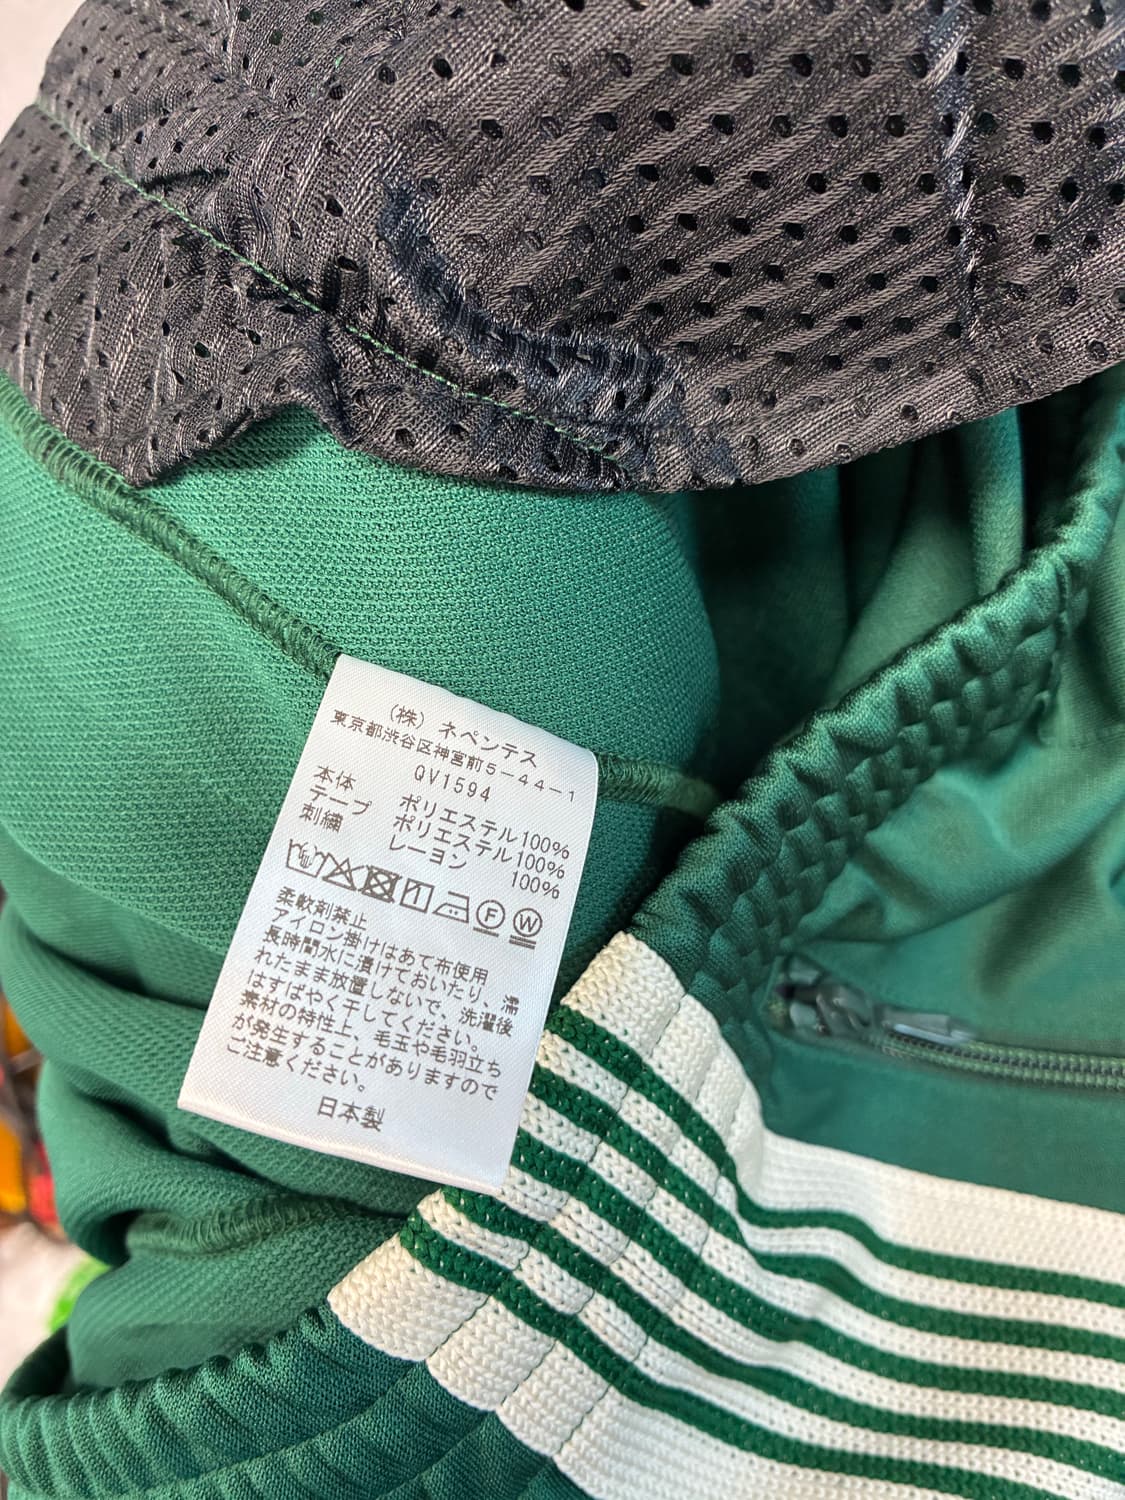 （株）ネペンテス
東京都渋谷区神宮前5－44－1
QV1594
本体 ポリエステル100%
テープ ポリエステル100%
刺繍 レーヨン 100%
F W
柔軟剤禁止
アイロン掛けはあて布使用
長時間水に漬けておいたり、濡
れたまま放置しないで、洗濯後
はすばやく干してください。
素材の特性上、毛玉や毛羽立ち
が発生することがありますので
ご注意ください。
日本製